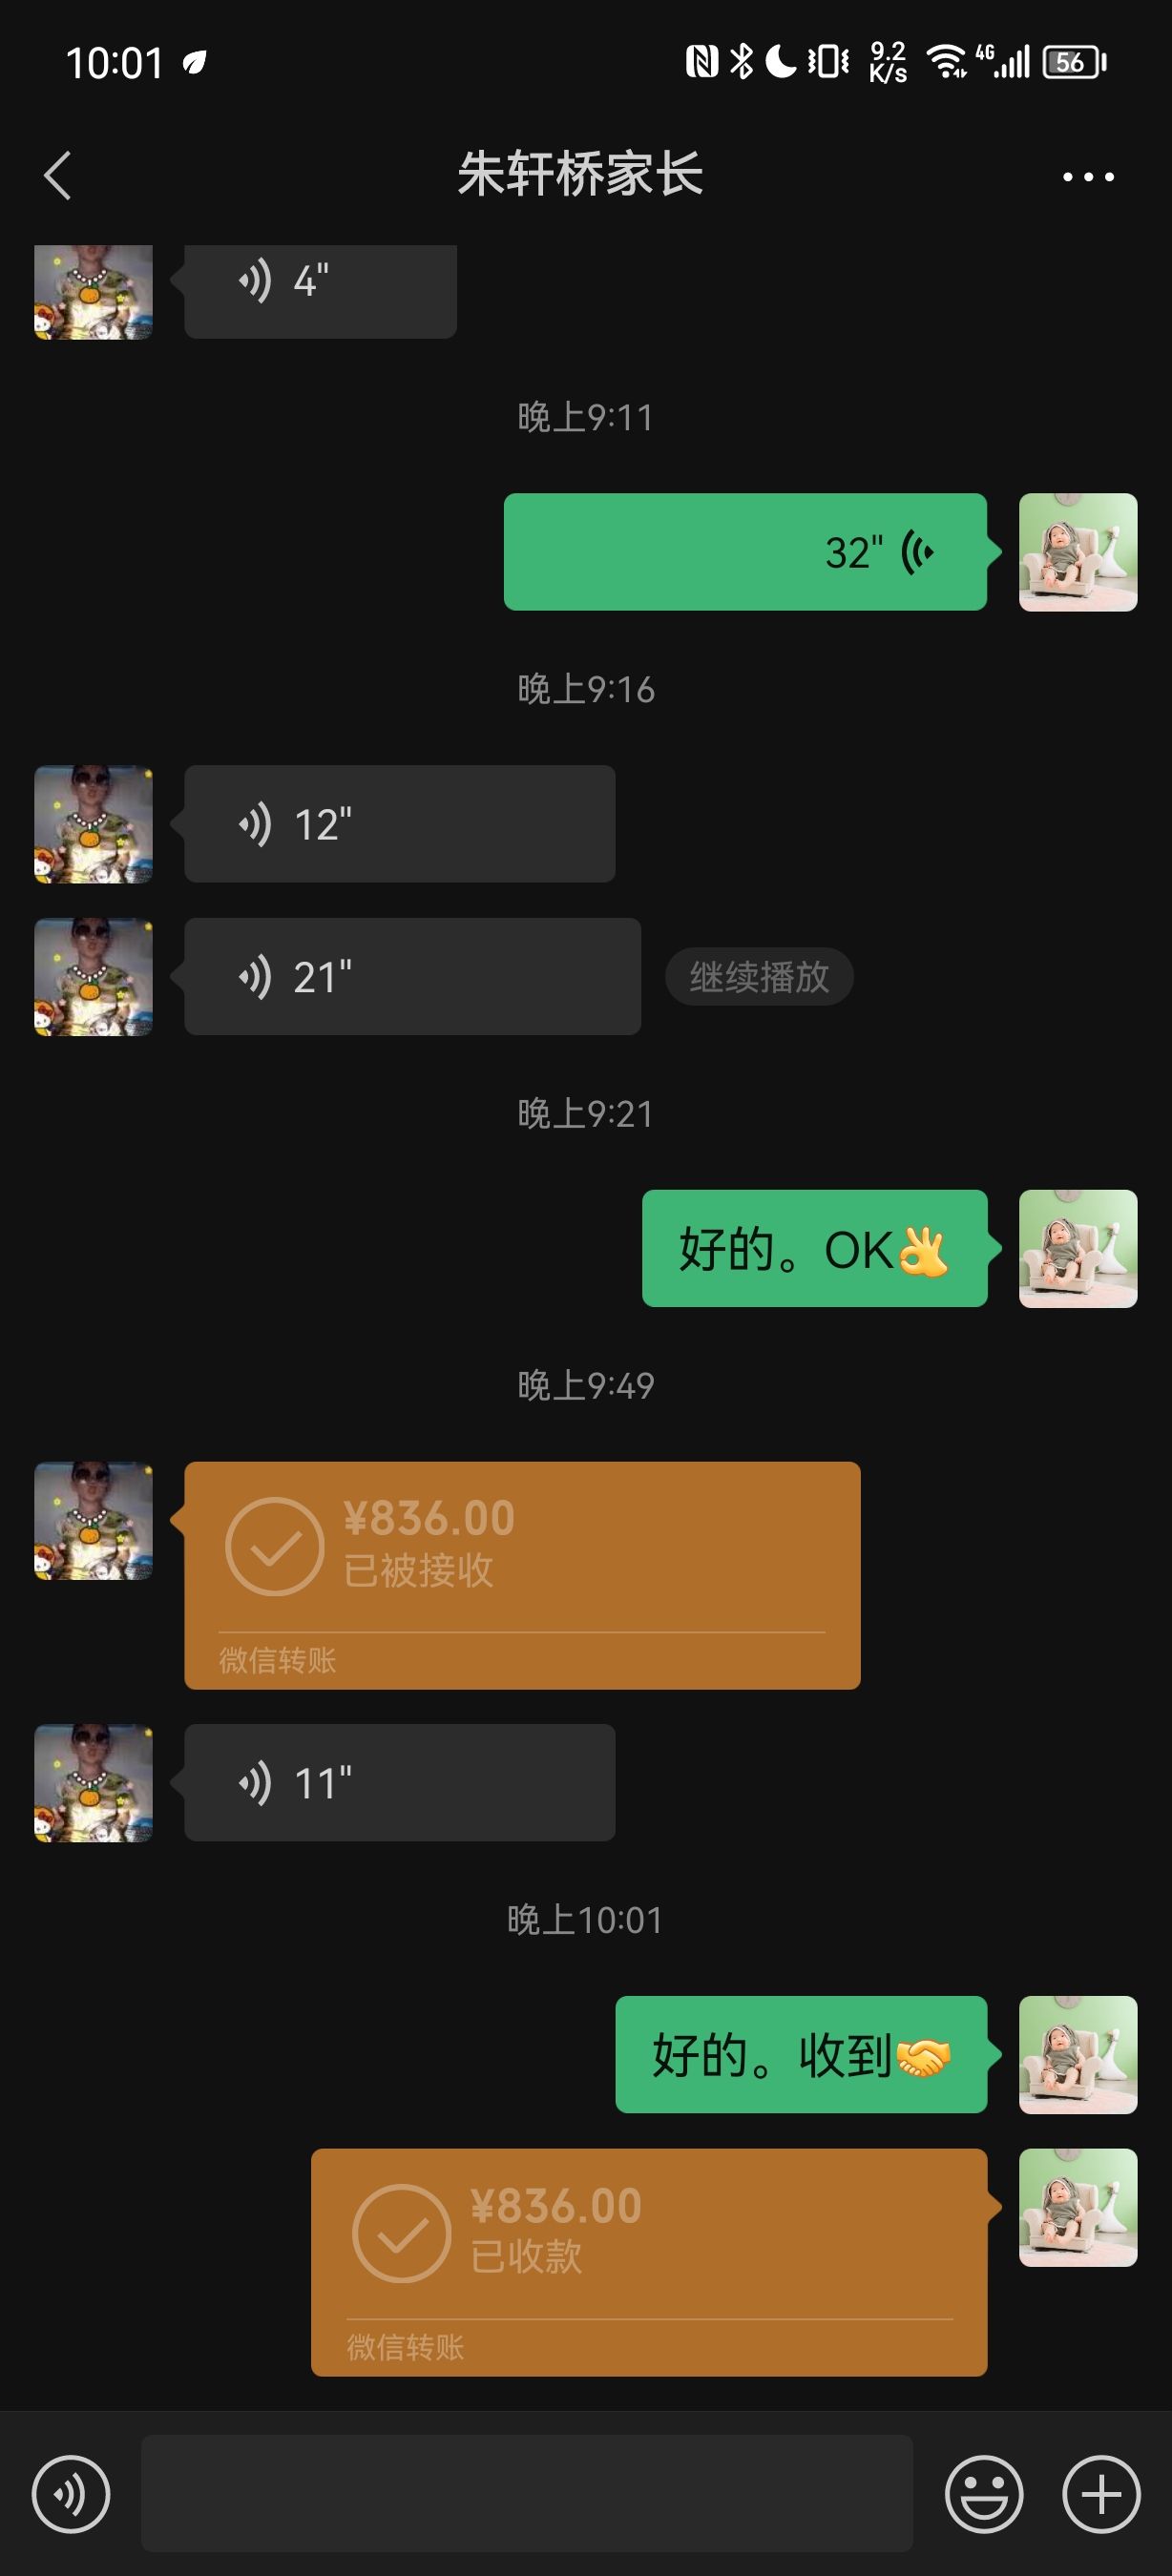 10:01
9.2
K/s
4G
56
朱轩桥家长
4"
晚上9:11
32"
晚上9:16
12"
21"
继续播放
晚上9:21
好的。OK👌
晚上9:49
¥836.00
已被接收
微信转账
11"
晚上10:01
好的。收到🤝
¥836.00
已收款
微信转账